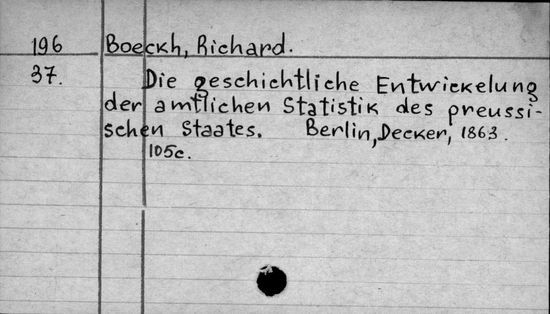 196 Boeckh, Richard.
37. Die geschichtliche Entwickelung
der amtlichen Statistik des preussi-
schen Staates. Berlin, Decker, 1863.
105c.